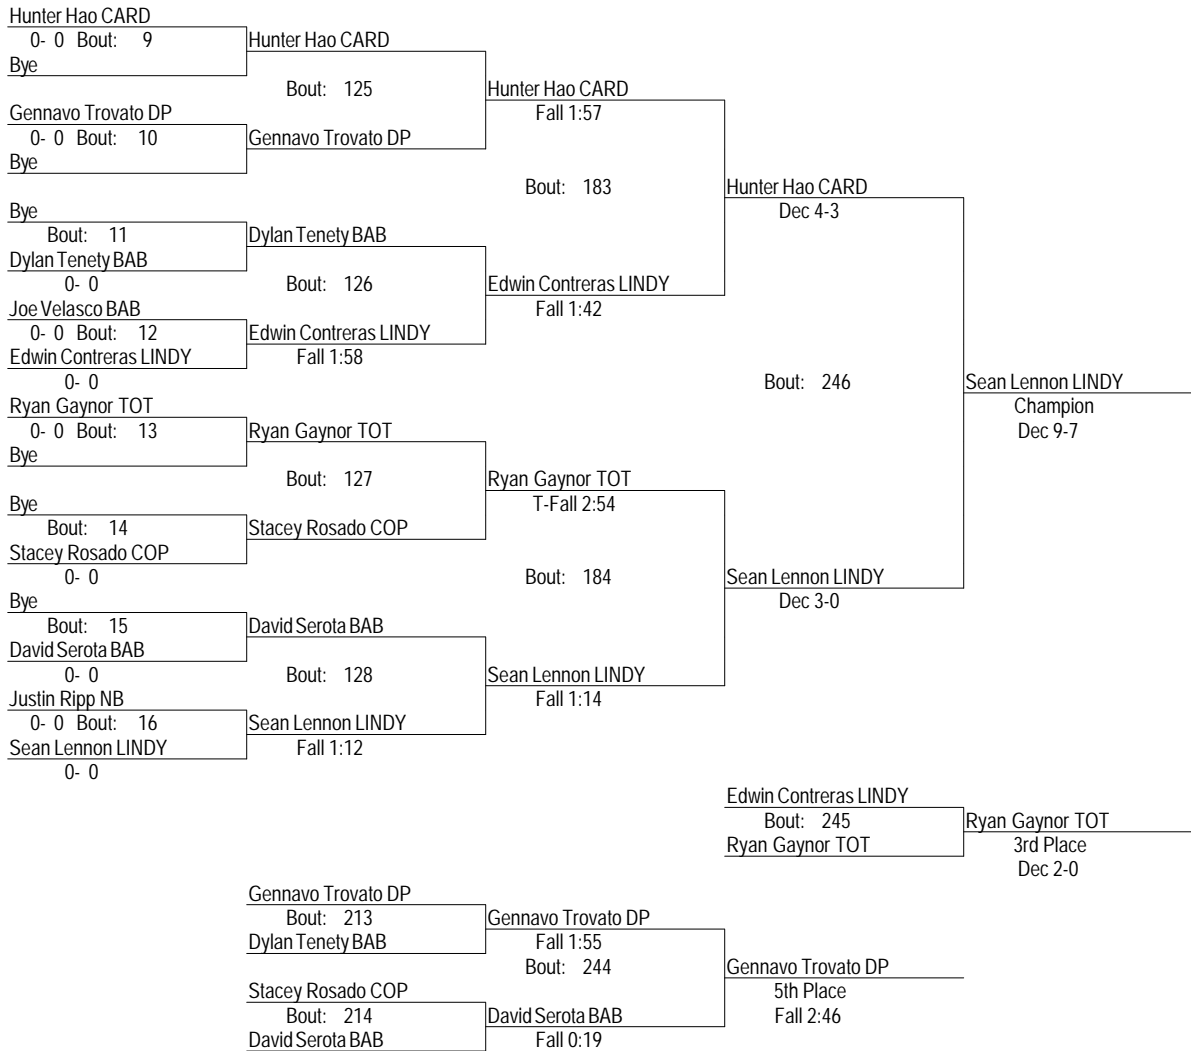 Hunter Hao CARD
0- 0 Bout: 9
Bye
Hunter Hao CARD
Bout: 125
Gennavo Trovato DP
0- 0 Bout: 10
Bye
Gennavo Trovato DP
Hunter Hao CARD
Fall 1:57
Bout: 183
Bye
Bout: 11
Dylan Tenety BAB
0- 0
Dylan Tenety BAB
Bout: 126
Joe Velasco BAB
0- 0 Bout: 12
Edwin Contreras LINDY
0- 0
Edwin Contreras LINDY
Fall 1:58
Edwin Contreras LINDY
Fall 1:42
Hunter Hao CARD
Dec 4-3
Bout: 246
Ryan Gaynor TOT
0- 0 Bout: 13
Bye
Ryan Gaynor TOT
Bout: 127
Bye
Bout: 14
Stacey Rosado COP
0- 0
Stacey Rosado COP
Ryan Gaynor TOT
T-Fall 2:54
Bout: 184
Bye
Bout: 15
David Serota BAB
0- 0
David Serota BAB
Bout: 128
Justin Ripp NB
0- 0 Bout: 16
Sean Lennon LINDY
0- 0
Sean Lennon LINDY
Fall 1:12
Sean Lennon LINDY
Fall 1:14
Sean Lennon LINDY
Dec 3-0
Sean Lennon LINDY
Champion
Dec 9-7
Edwin Contreras LINDY
Bout: 245
Ryan Gaynor TOT
Ryan Gaynor TOT
3rd Place
Dec 2-0
Gennavo Trovato DP
Bout: 213
Dylan Tenety BAB
Gennavo Trovato DP
Fall 1:55
Bout: 244
Stacey Rosado COP
Bout: 214
David Serota BAB
David Serota BAB
Fall 0:19
Gennavo Trovato DP
5th Place
Fall 2:46